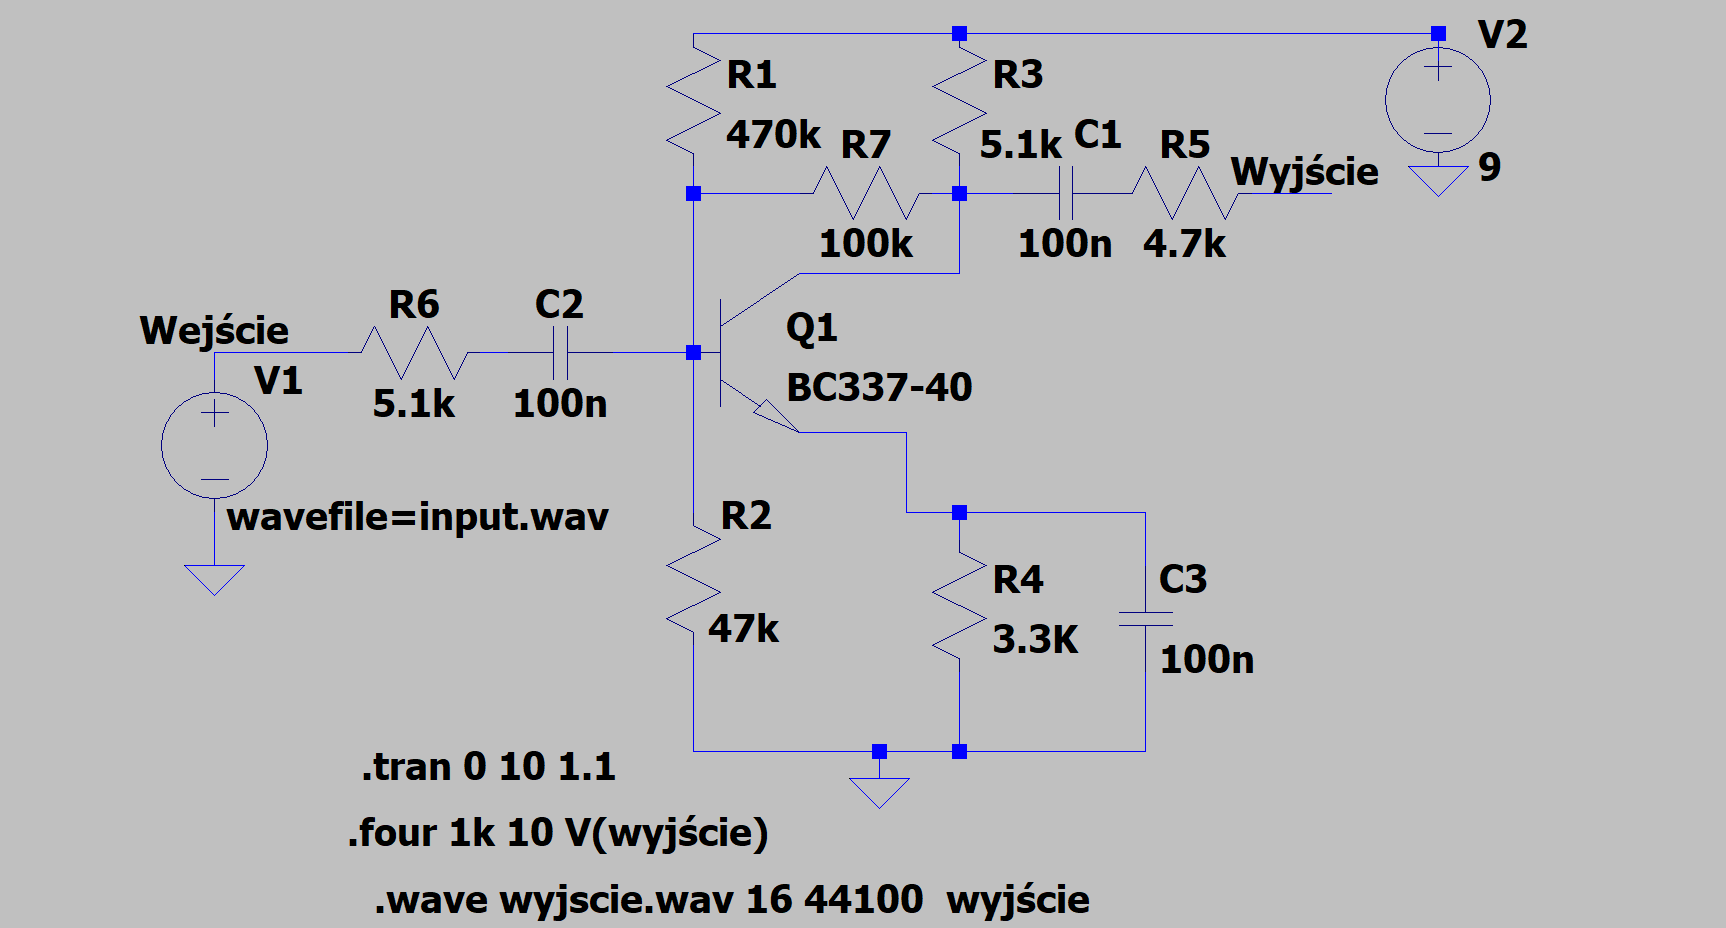 V2
R1
R3
470k
R7
5.1k
C1
R5
Wyjście
9
100k
100n
4.7k
R6
C2
Wejście
Q1
V1
5.1k
100n
BC337-40
wavefile=input.wav
R2
R4
C3
47k
3.3K
100n
.tran 0 10 1.1
.four 1k 10 V(wyjście)
.wave wyjscie.wav 16 44100 wyjście